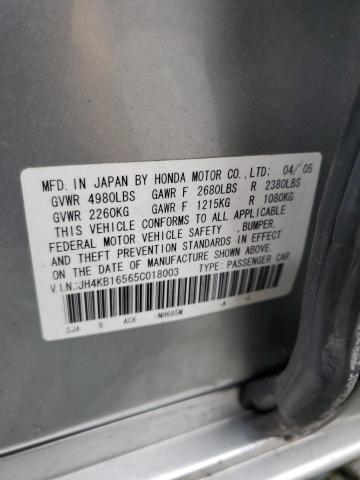 MFD. IN JAPAN BY HONDA MOTOR CO., LTD: 04/'05
GVWR 4980LBS GAWR F 2680LBS R 2380LBS
GVWR 2260KG GAWR F 1215KG R 1080KG
THIS VEHICLE CONFORMS TO ALL APPLICABLE
FEDERAL MOTOR VEHICLE SAFETY ,BUMPER,
AND THEFT PREVENTION STANDARDS IN EFFECT
ON THE DATE OF MANUFACTURE SHOWN ABOVE.
V.I.N.:JH4KB16565C018003 TYPE: PASSENGER CAR
SJA 5 AC6 -NH685M -A -C